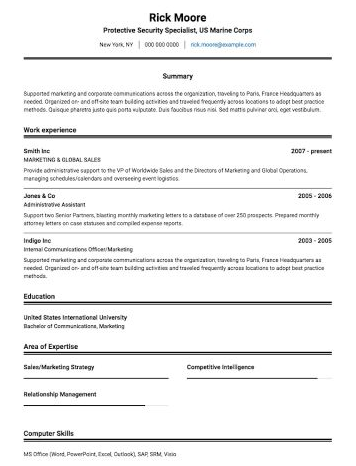 Rick Moore
Protective Security Specialist, US Marine Corps
New York, NY | 000 000 0000 | rick.moore@example.com
Summary
Supported marketing and corporate communications across the organization, traveling to Paris, France Headquarters as
needed. Organized on- and off-site team building activities and traveled frequently across locations to adopt best practice
methods. Quisque pharetra justo quis porta vulputate. Etiam quis faucibus risus nisi. Sed mattis pulvinar orci, eget vestibulum.
Work experience
Smith Inc 2007 - present
MARKETING & GLOBAL SALES
Provide administrative support to the VP of Worldwide Sales and the Directors of Marketing and Global Operations,
managing schedules/calendars and overseeing event logistics.
Jones & Co 2005 - 2006
Administrative Assistant
Support two Senior Partners, blasting monthly marketing letters to a database of over 250 prospects. Prepared monthly
attorney letters on case statuses and compiled expense reports.
Indigo Inc 2003 - 2005
Internal Communications Officer/Marketing
Supported marketing and corporate communications across the organization, traveling to Paris, France Headquarters as
needed. Organized on- and off-site team building activities and traveled frequently across locations to adopt best practice
methods.
Education
United States International University
Bachelor of Communications, Marketing
Area of Expertise
Sales/Marketing Strategy Competitive Intelligence
Relationship Management
Computer Skills
MS Office (Word, PowerPoint, Excel, Outlook), SAP, SRM, Visio